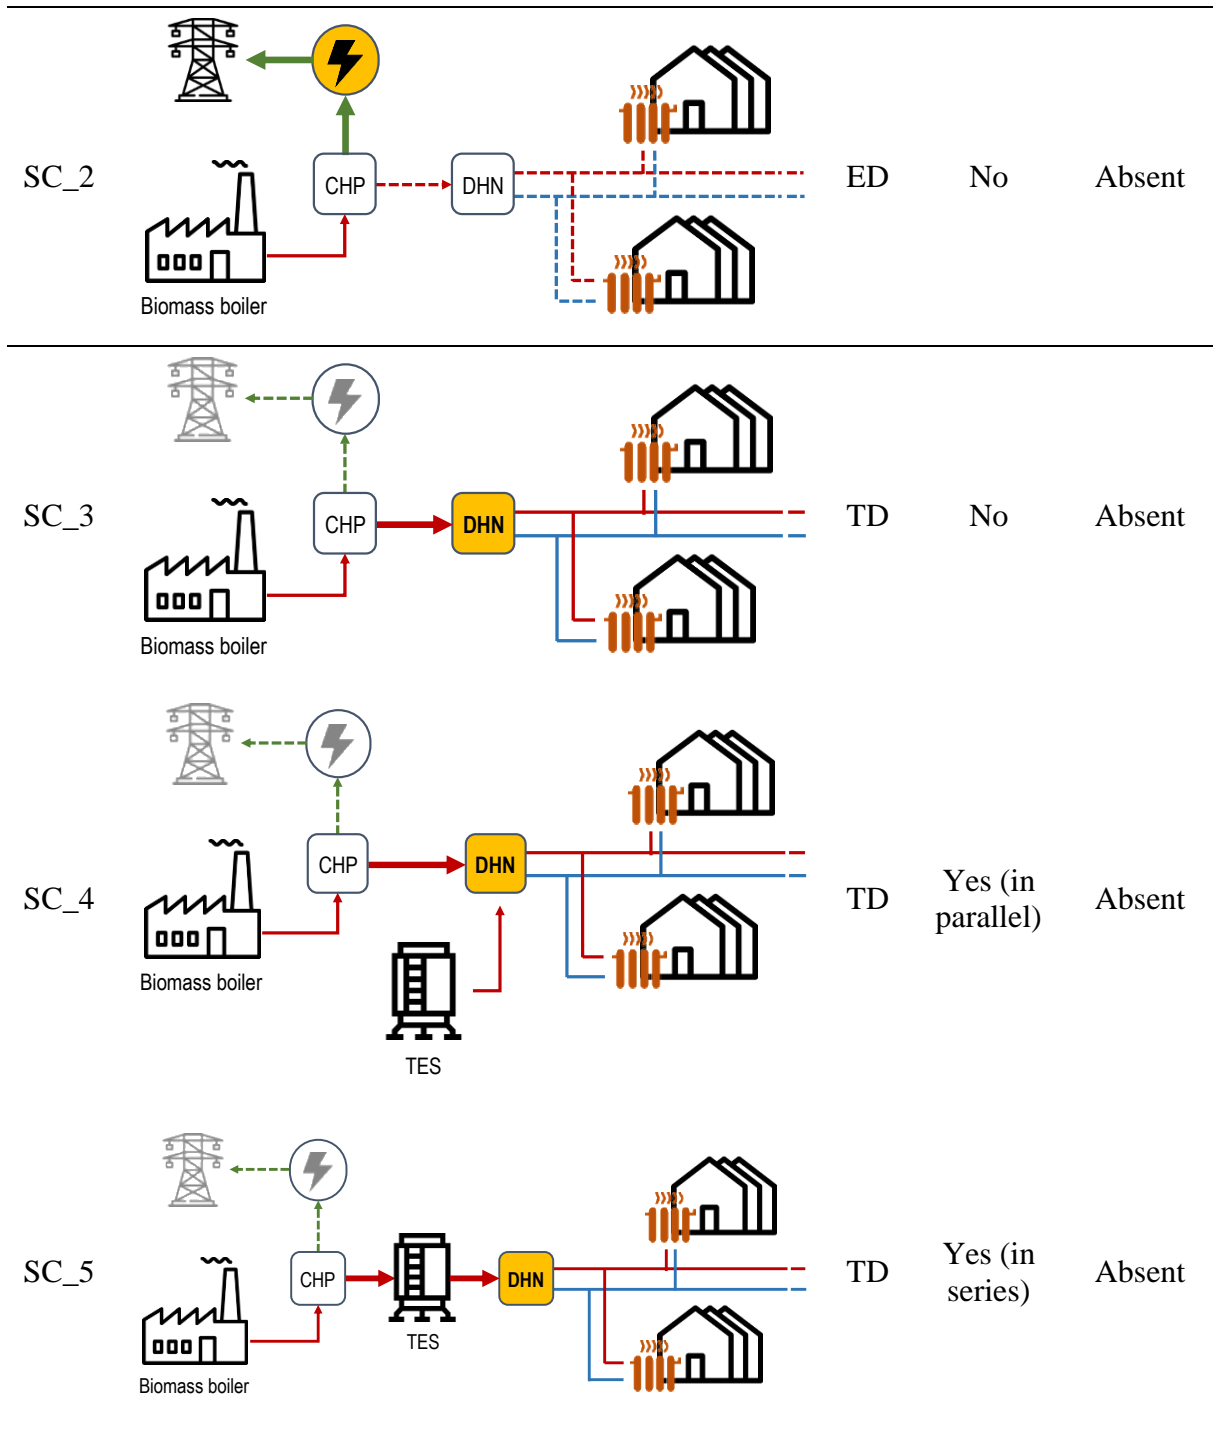 SC_2
CHP
DHN
Biomass boiler
ED
No
Absent
SC_3
CHP
DHN
Biomass boiler
TD
No
Absent
SC_4
CHP
DHN
Biomass boiler
TES
TD
Yes (in
parallel)
Absent
SC_5
CHP
TES
DHN
Biomass boiler
TD
Yes (in
series)
Absent